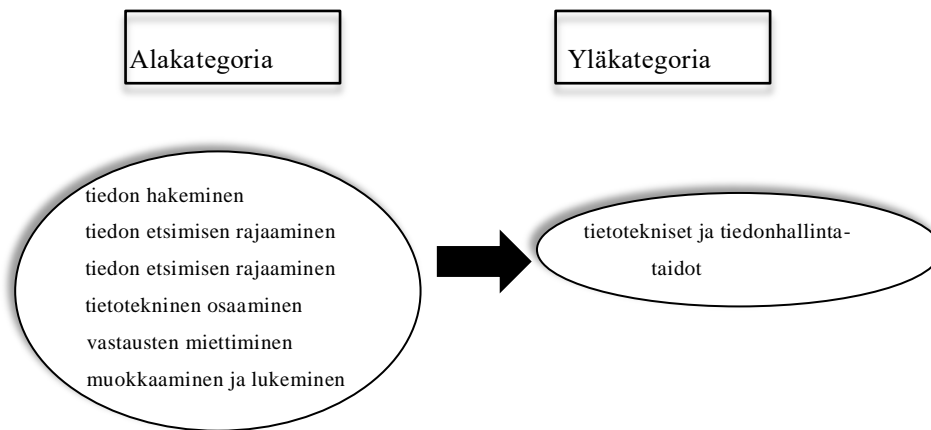 Alakategoria
Yläkategoria
tiedon hakeminen
tiedon etsimisen rajaaminen
tiedon etsimisen rajaaminen
tietotekninen osaaminen
vastausten miettiminen
muokkaaminen ja lukeminen
tietotekniset ja tiedonhallinta-
taidot